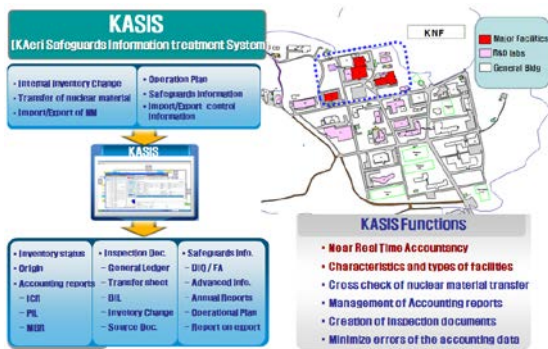 KASIS
(KAeri Safeguards Information treatment System
• Internal Inventory Change
• Transfer of nuclear material
• Import/Export of NM
• Operation Plan
• Safeguards Information
• Import/Export control
information
KASIS
• Inventory status
• Origin
• Accounting reports
– ICR
– PIL
– MBR
• Inspection Doc.
– General Ledger
– Transfer sheet
– Inventory Change
– Source Doc.
• Safeguards Info.
– DIQ / FA
– Advanced Info.
– Annual Reports
– Operational Plan
– Report on export
KNF
Major Facilities
R&D labs
General Bldg
KASIS Functions
• Near Real Time Accountancy
• Characteristics and types of facilities
• Cross check of nuclear material transfer
• Management of Accounting reports
• Creation of Inspection documents
• Minimize errors of the accounting data